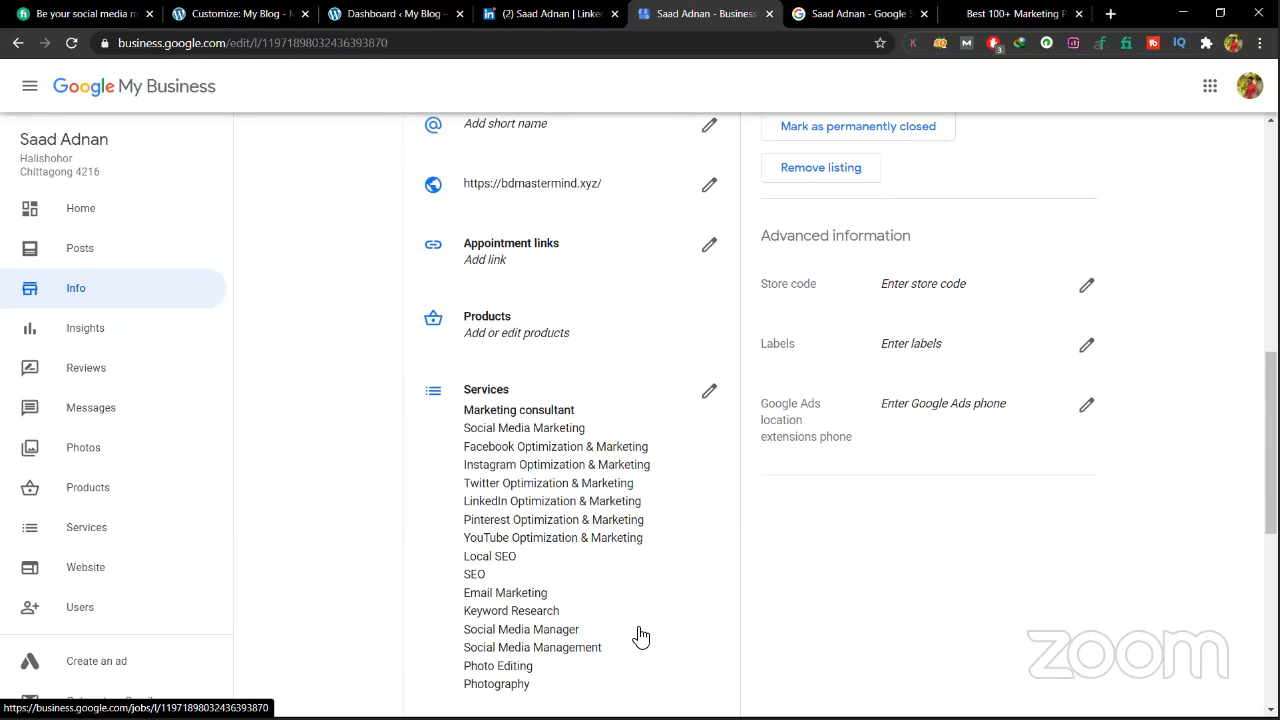 Be your social media m
Customize: My Blog - M
Dashboard ‹ My Blog –
(2) Saad Adnan | Linke
Saad Adnan - Business
Saad Adnan - Google S
Best 100+ Marketing P
business.google.com/edit/l/11971898032436393870
Google My Business
Saad Adnan
Halishohor
Chittagong 4216
Home
Posts
Info
Insights
Reviews
Messages
Photos
Products
Services
Website
Users
Create an ad
https://business.google.com/jobs/l/11971898032436393870
Add short name
https://bdmastermind.xyz/
Appointment links
Add link
Products
Add or edit products
Services
Marketing consultant
Social Media Marketing
Facebook Optimization & Marketing
Instagram Optimization & Marketing
Twitter Optimization & Marketing
LinkedIn Optimization & Marketing
Pinterest Optimization & Marketing
YouTube Optimization & Marketing
Local SEO
SEO
Email Marketing
Keyword Research
Social Media Manager
Social Media Management
Photo Editing
Photography
Mark as permanently closed
Remove listing
Advanced information
Store code
Enter store code
Labels
Enter labels
Google Ads
location
extensions phone
Enter Google Ads phone
zoom